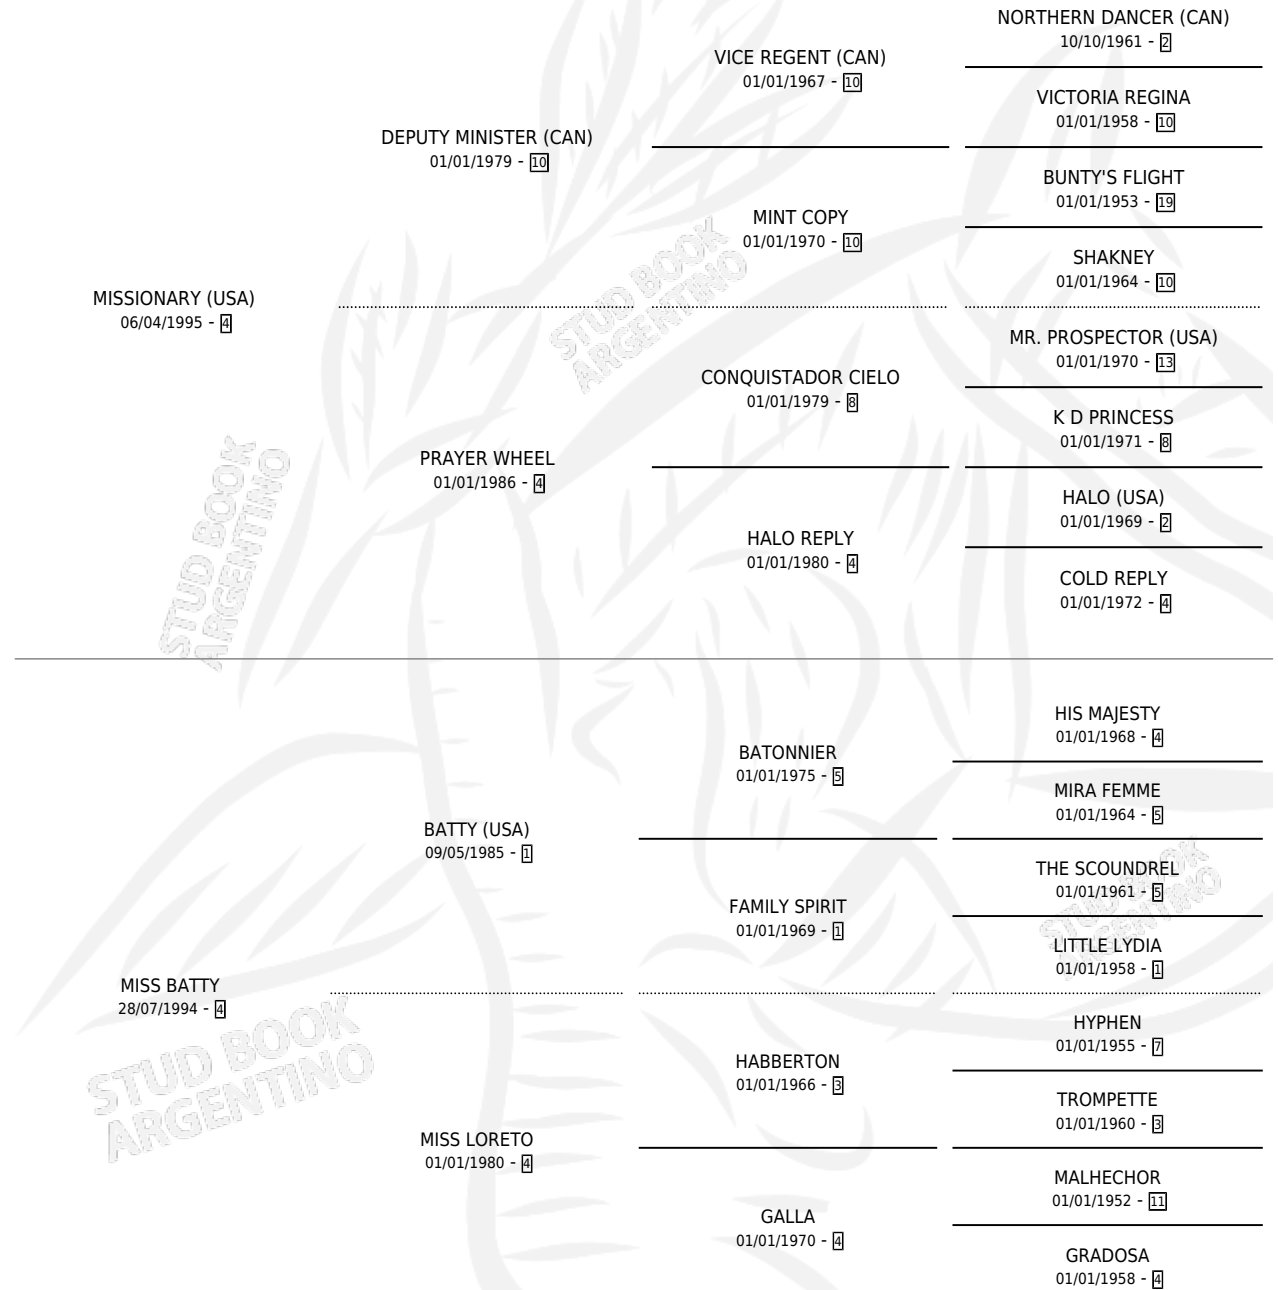 NORTHERN DANCER (CAN)
10/10/1961 - 2
VICE REGENT (CAN)
01/01/1967 - 10
VICTORIA REGINA
01/01/1958 - 10
DEPUTY MINISTER (CAN)
01/01/1979 - 10
BUNTY'S FLIGHT
01/01/1953 - 19
MINT COPY
01/01/1970 - 10
SHAKNEY
01/01/1964 - 10
MISSIONARY (USA)
06/04/1995 - 4
MR. PROSPECTOR (USA)
01/01/1970 - 13
CONQUISTADOR CIELO
01/01/1979 - 8
K D PRINCESS
01/01/1971 - 8
PRAYER WHEEL
01/01/1986 - 4
HALO (USA)
01/01/1969 - 2
HALO REPLY
01/01/1980 - 4
COLD REPLY
01/01/1972 - 4
STUD BOOK
ARGENTINO
STUD BOOK
ARGENTINO
HIS MAJESTY
01/01/1968 - 4
BATONNIER
01/01/1975 - 5
MIRA FEMME
01/01/1964 - 5
BATTY (USA)
09/05/1985 - 1
THE SCOUNDREL
01/01/1961 - 5
FAMILY SPIRIT
01/01/1969 - 1
LITTLE LYDIA
01/01/1958 - 1
STUD BOOK
ARGENTINO
MISS BATTY
28/07/1994 - 4
HYPHEN
01/01/1955 - 7
HABBERTON
01/01/1966 - 3
TROMPETTE
01/01/1960 - 3
MISS LORETO
01/01/1980 - 4
MALHECHOR
01/01/1952 - 11
GALLA
01/01/1970 - 4
GRADOSA
01/01/1958 - 4
STUD BOOK
ARGENTINO